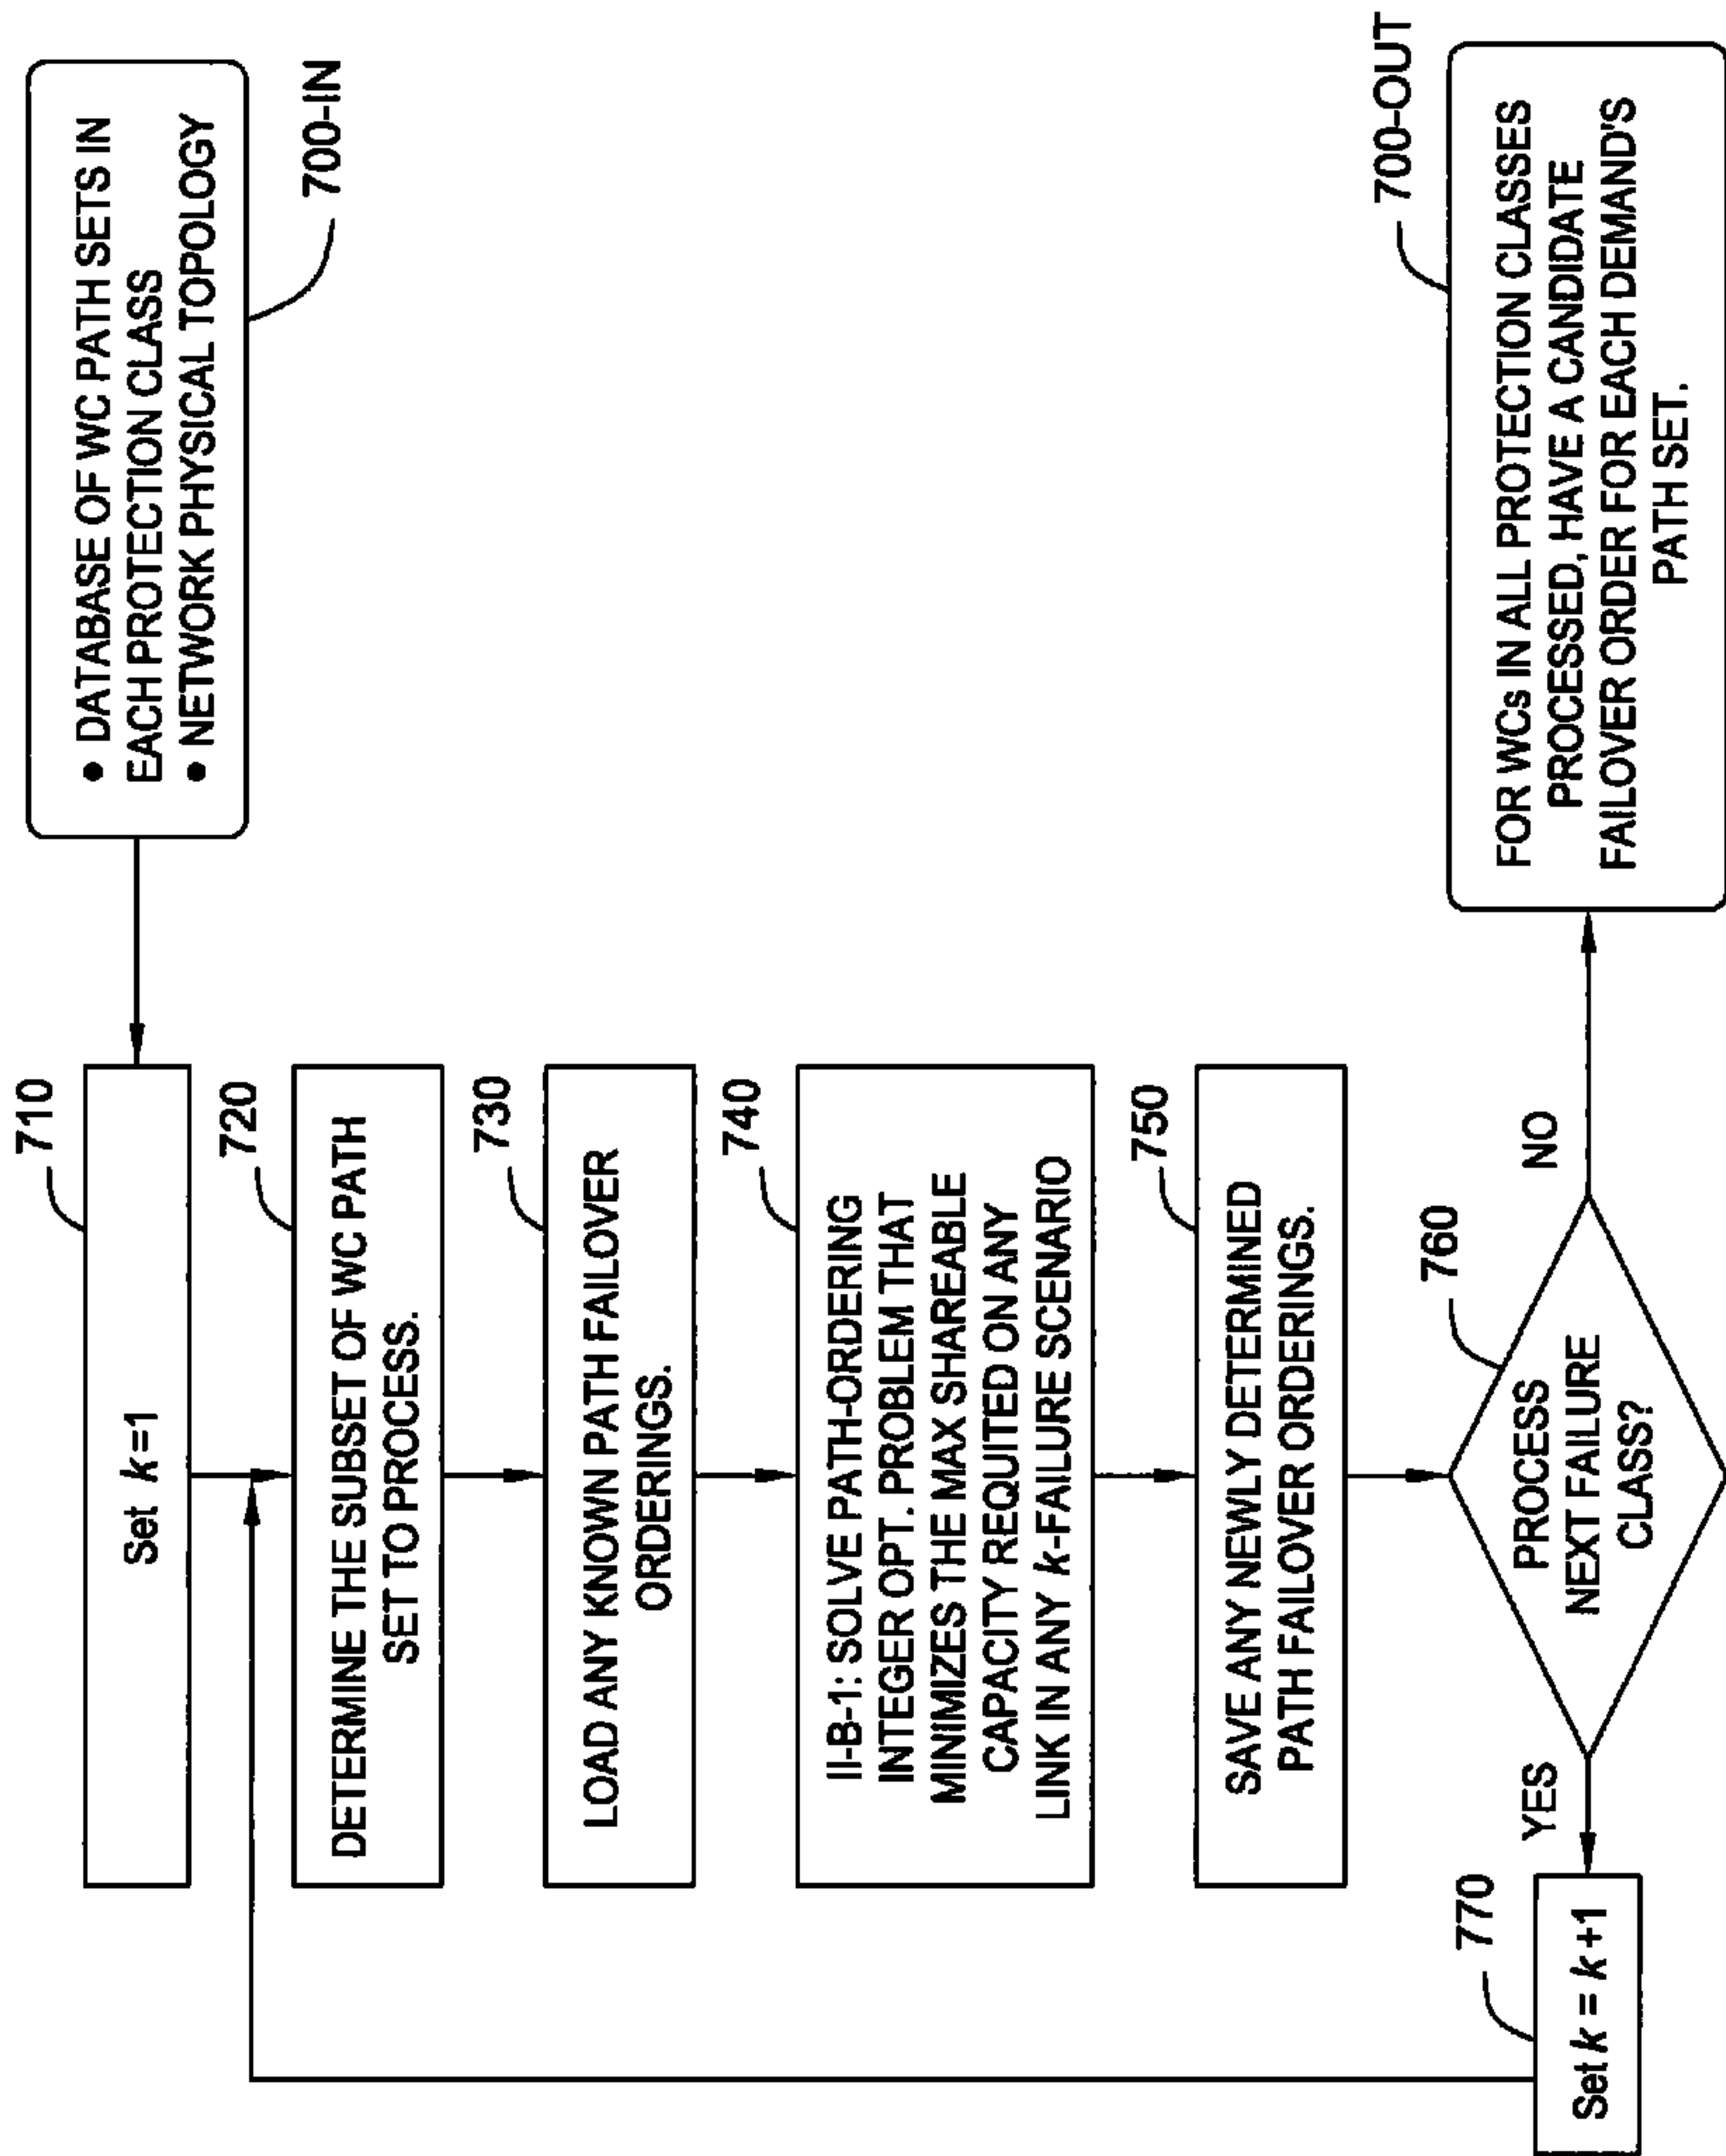 • DATABASE OF WC PATH SETS IN
EACH PROTECTION CLASS
• NETWORK PHYSICAL TOPOLOGY
700-IN
710
Set k=1
720
DETERMINE THE SUBSET OF WC PATH
SET TO PROCESS.
730
LOAD ANY KNOWN PATH FAILOVER
ORDERINGS.
740
II-B-1: SOLVE PATH-ORDERING
INTEGER OPT. PROBLEM THAT
MINIMIZES THE MAX SHAREABLE
CAPACITY REQUITED ON ANY
LINK IN ANY k-FAILURE SCENARIO
750
SAVE ANY NEWLY DETERMINED
PATH FAILOVER ORDERINGS.
760
PROCESS
NEXT FAILURE
CLASS?
YES
NO
770
Set k = k+1
700-OUT
FOR WCs IN ALL PROTECTION CLASSES
PROCESSED, HAVE A CANDIDATE
FAILOVER ORDER FOR EACH DEMAND'S
PATH SET.